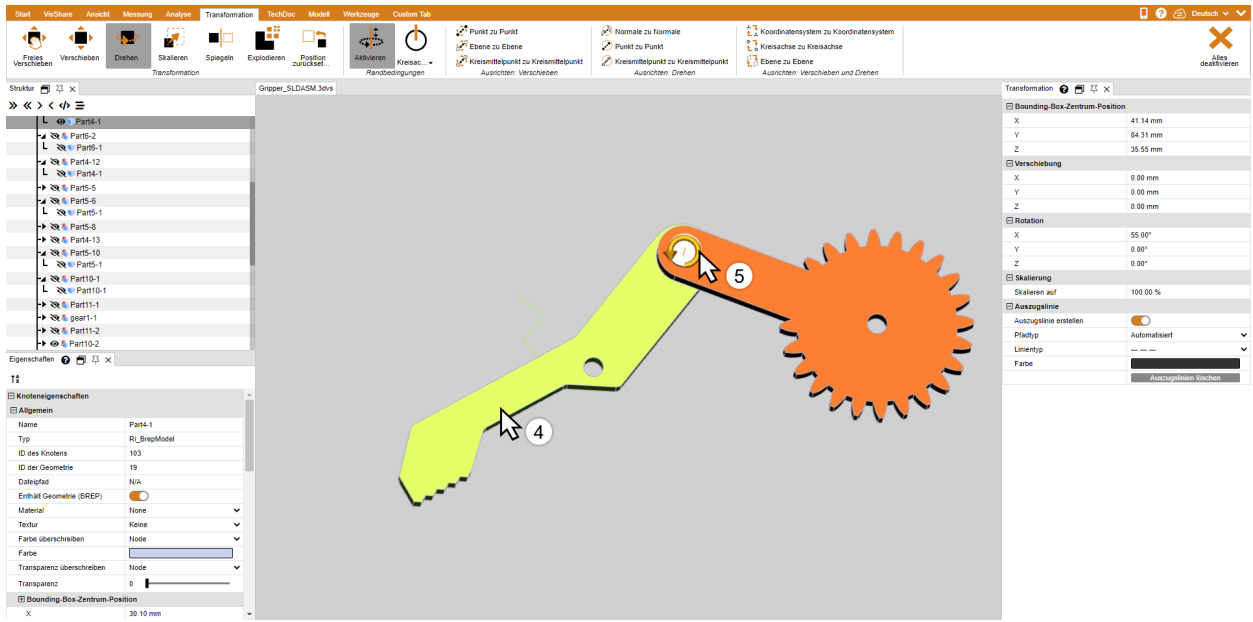 Start VisShare Ansicht Messung Analyse Transformation TechDoc Modell Werkzeuge Custom Tab Deutsch
Freies Verschieben
Verschieben
Drehen
Skalieren
Spiegeln
Explodieren
Position zurückset...
Transformation
Aktivieren
Kreisac...
Randbedingungen
Punkt zu Punkt
Ebene zu Ebene
Kreismittelpunkt zu Kreismittelpunkt
Ausrichten: Verschieben
Normale zu Normale
Punkt zu Punkt
Kreismittelpunkt zu Kreismittelpunkt
Ausrichten: Drehen
Koordinatensystem zu Koordinatensystem
Kreisachse zu Kreisachse
Ebene zu Ebene
Ausrichten: Verschieben und Drehen
Alles deaktivieren
Struktur
Part4-1
Part6-2
Part6-1
Part4-12
Part4-1
Part5-5
Part5-6
Part5-1
Part5-8
Part4-13
Part5-10
Part5-1
Part10-1
Part10-1
Part11-1
gear1-1
Part11-2
Part10-2
Eigenschaften
Knoteneigenschaften
Allgemein
Name Part4-1
Typ Ri_BrepModel
ID des Knotens 103
ID der Geometrie 19
Dateipfad N/A
Enthält Geometrie (BREP)
Material None
Textur Keine
Farbe überschreiben Node
Farbe
Transparenz überschreiben Node
Transparenz 0
Bounding-Box-Zentrum-Position
X 30.10 mm
Gripper_SLDASM.3dvs
5
4
Transformation
Bounding-Box-Zentrum-Position
X 41.14 mm
Y 84.31 mm
Z 35.55 mm
Verschiebung
X 0.00 mm
Y 0.00 mm
Z 0.00 mm
Rotation
X 55.00°
Y 0.00°
Z 0.00°
Skalierung
Skalieren auf 100.00 %
Auszugslinie
Auszugslinie erstellen
Pfadtyp Automatisiert
Linientyp
Farbe
Auszugslinien löschen